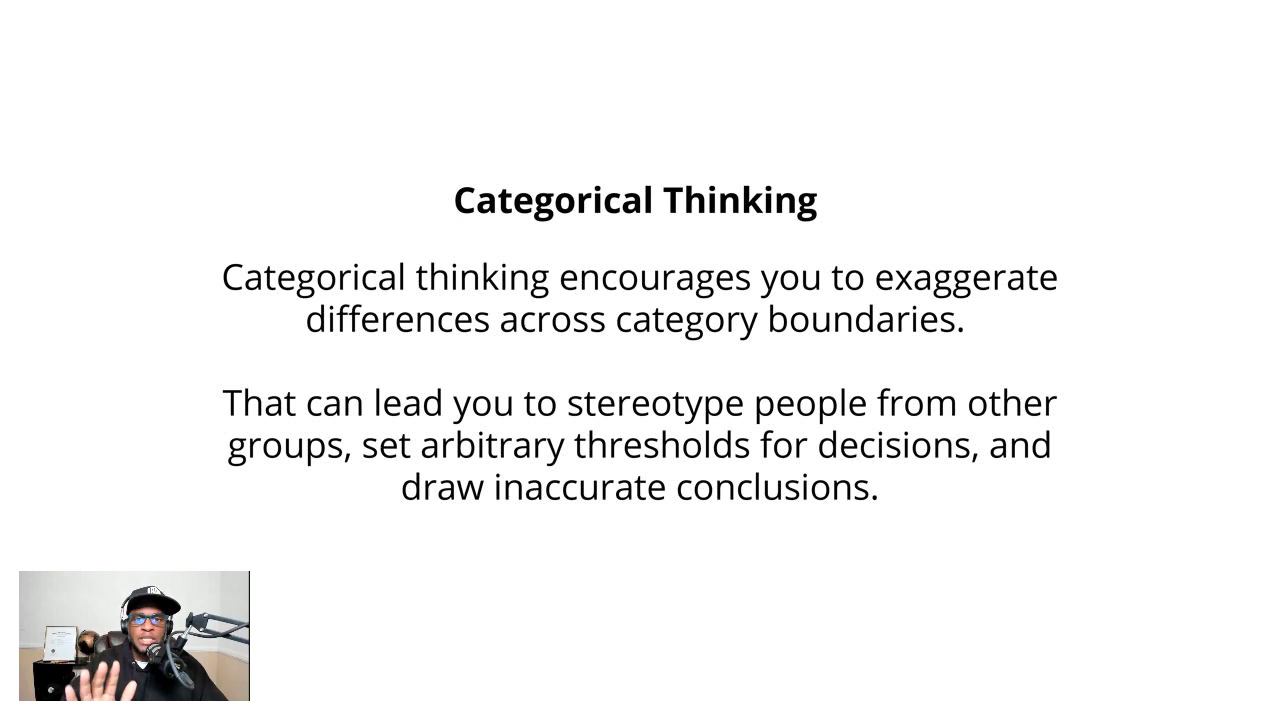 Categorical Thinking
Categorical thinking encourages you to exaggerate
differences across category boundaries.
That can lead you to stereotype people from other
groups, set arbitrary thresholds for decisions, and
draw inaccurate conclusions.